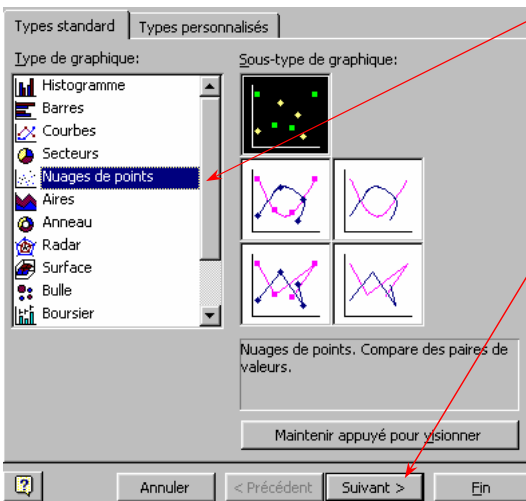 Types standard
Types personnalisés
Type de graphique:
Histogramme
Barres
Courbes
Secteurs
Nuages de points
Aires
Anneau
Radar
Surface
Bulle
Boursier
Sous-type de graphique:
Nuages de points. Compare des paires de
valeurs.
Maintenir appuyé pour visionner
?
Annuler
< Précédent
Suivant >
Fin